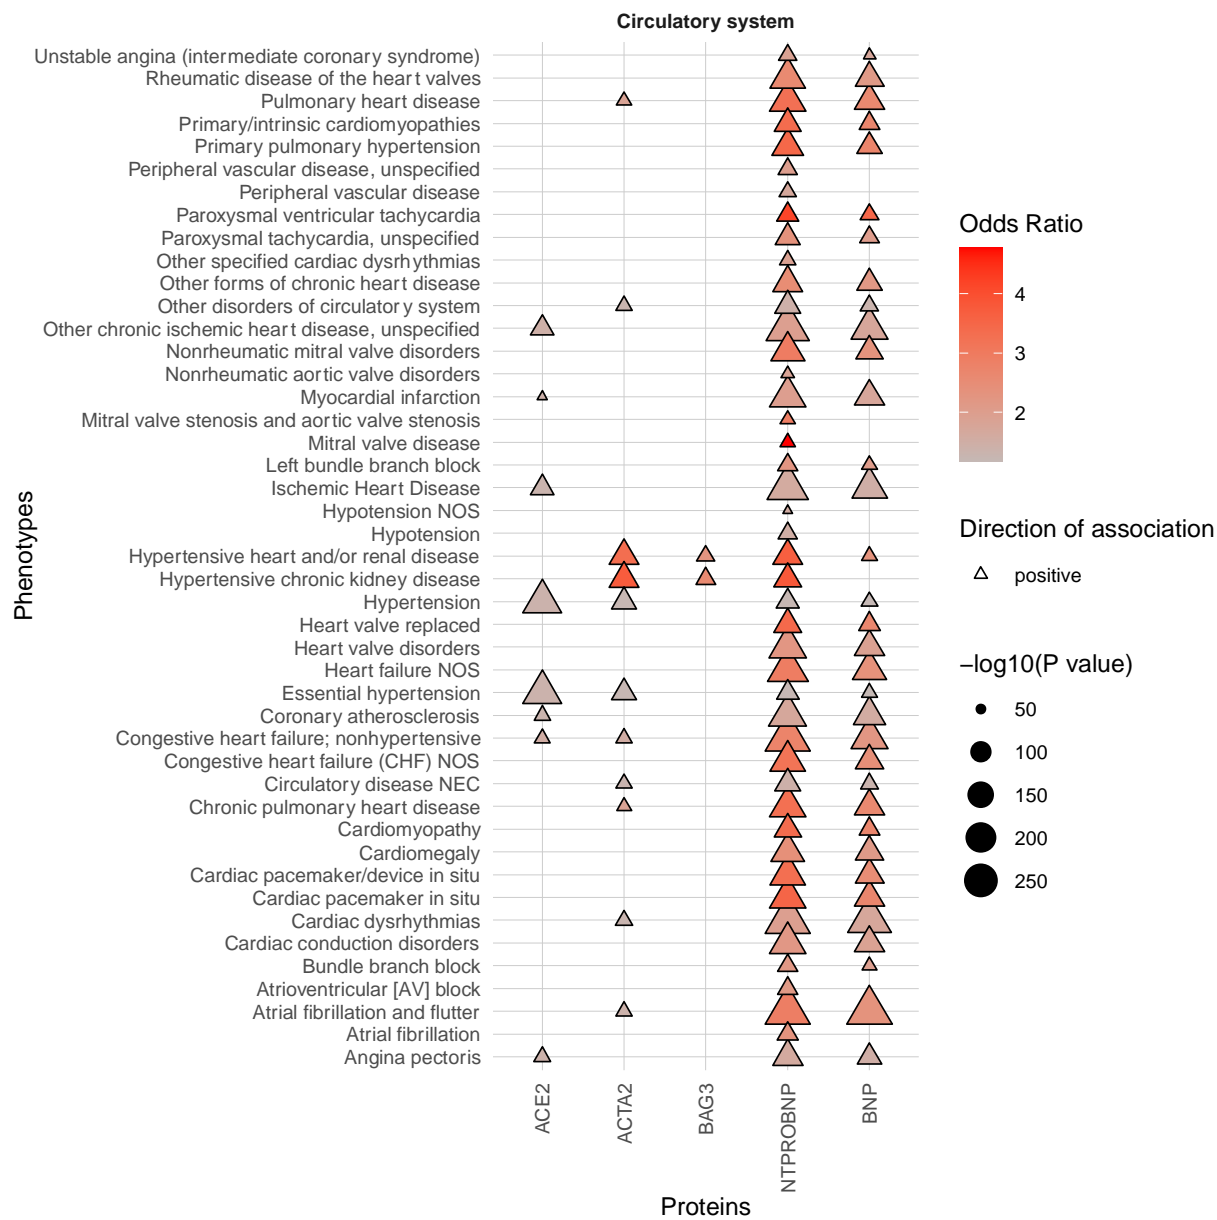 Circulatory system
Unstable angina (intermediate coronary syndrome)
Rheumatic disease of the heart valves
Pulmonary heart disease
Primary/intrinsic cardiomyopathies
Primary pulmonary hypertension
Peripheral vascular disease, unspecified
Peripheral vascular disease
Paroxysmal ventricular tachycardia
Paroxysmal tachycardia, unspecified
Other specified cardiac dysrhythmias
Other forms of chronic heart disease
Other disorders of circulatory system
Other chronic ischemic heart disease, unspecified
Nonrheumatic mitral valve disorders
Nonrheumatic aortic valve disorders
Myocardial infarction
Mitral valve stenosis and aortic valve stenosis
Mitral valve disease
Left bundle branch block
Ischemic Heart Disease
Hypotension NOS
Hypotension
Hypertensive heart and/or renal disease
Hypertensive chronic kidney disease
Hypertension
Heart valve replaced
Heart valve disorders
Heart failure NOS
Essential hypertension
Coronary atherosclerosis
Congestive heart failure; nonhypertensive
Congestive heart failure (CHF) NOS
Circulatory disease NEC
Chronic pulmonary heart disease
Cardiomyopathy
Cardiomegaly
Cardiac pacemaker/device in situ
Cardiac pacemaker in situ
Cardiac dysrhythmias
Cardiac conduction disorders
Bundle branch block
Atrioventricular [AV] block
Atrial fibrillation and flutter
Atrial fibrillation
Angina pectoris
Phenotypes
ACE2
ACTA2
BAG3
NTPROBNP
BNP
Proteins
Odds Ratio
4
3
2
Direction of association
positive
−log10(P value)
50
100
150
200
250